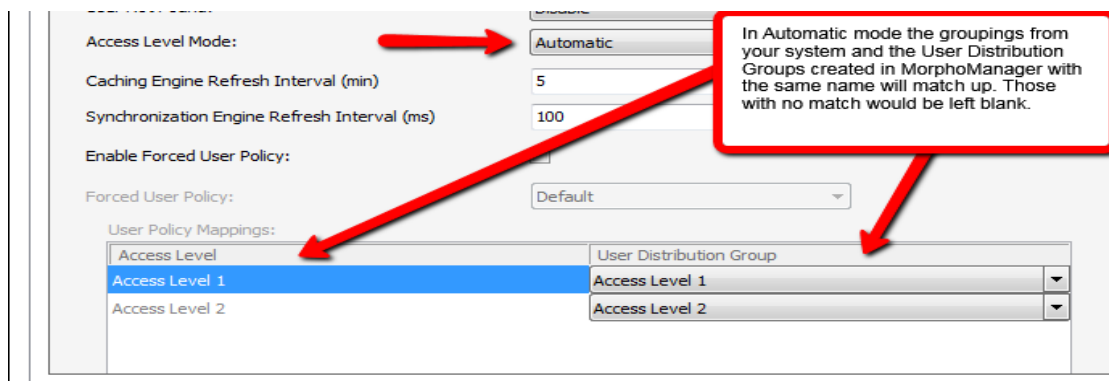 Access Level Mode:
Automatic
In Automatic mode the groupings from
your system and the User Distribution
Groups created in MorphoManager with
the same name will match up. Those
with no match would be left blank.
Caching Engine Refresh Interval (min)
5
Synchronization Engine Refresh Interval (ms)
100
Enable Forced User Policy:
Forced User Policy:
Default
User Policy Mappings:
Access Level
User Distribution Group
Access Level 1
Access Level 1
Access Level 2
Access Level 2